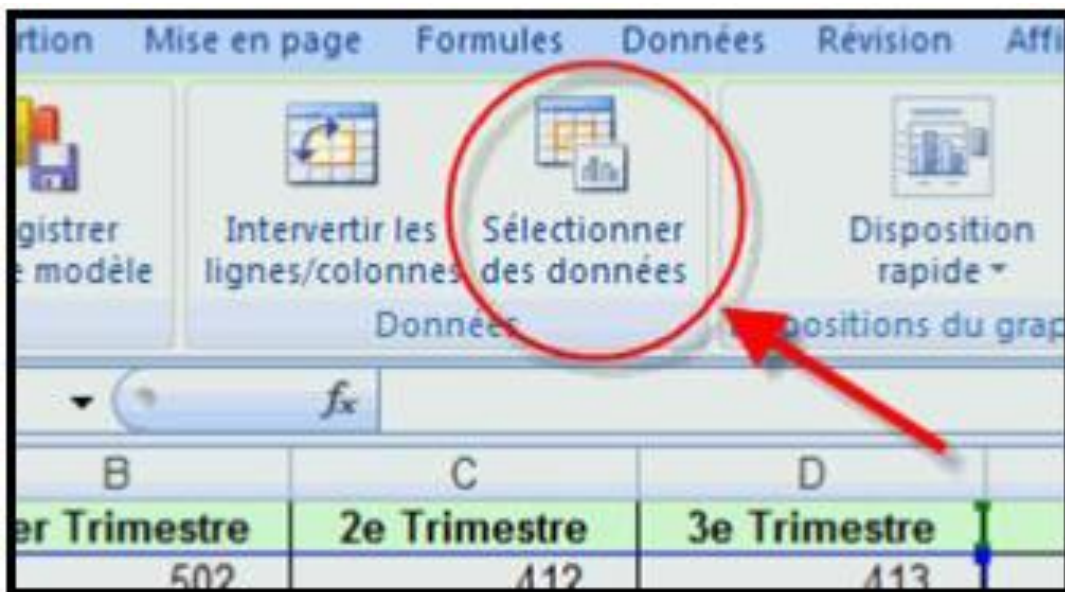 rtion Mise en page Formules Données Révision Affi
gistrer Intervertir les Sélectionner Disposition
e modèle lignes/colonnes des données rapide
Données positions du grap
fx
B C D
er Trimestre 2e Trimestre 3e Trimestre
502 412 413